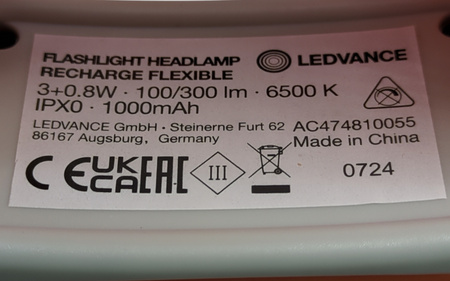 FLASHLIGHT HEADLAMP
RECHARGE FLEXIBLE
LEDVANCE
3+0.8W · 100/300 lm · 6500 K
IPX0 · 1000mAh
LEDVANCE GmbH · Steinerne Furt 62
86167 Augsburg, Germany
AC474810055
Made in China
CE UKCA EAC III
0724